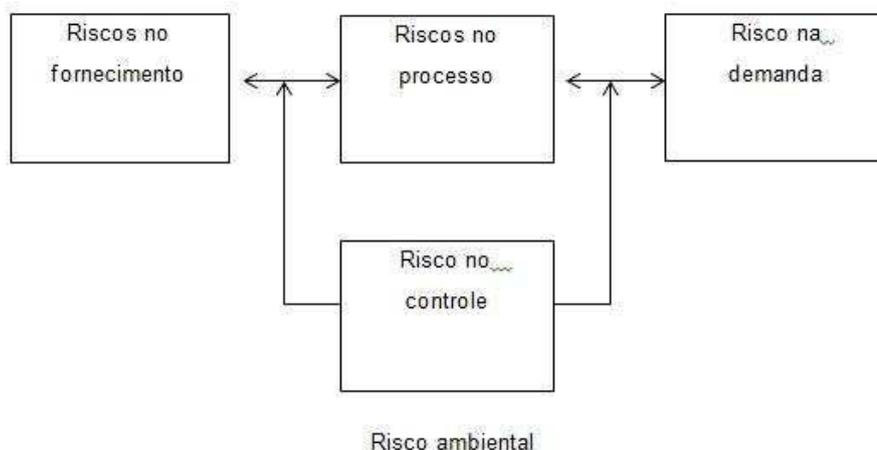 Riscos no
fornecimento
Riscos no
processo
Risco na
demanda
Risco no
controle
Risco ambiental